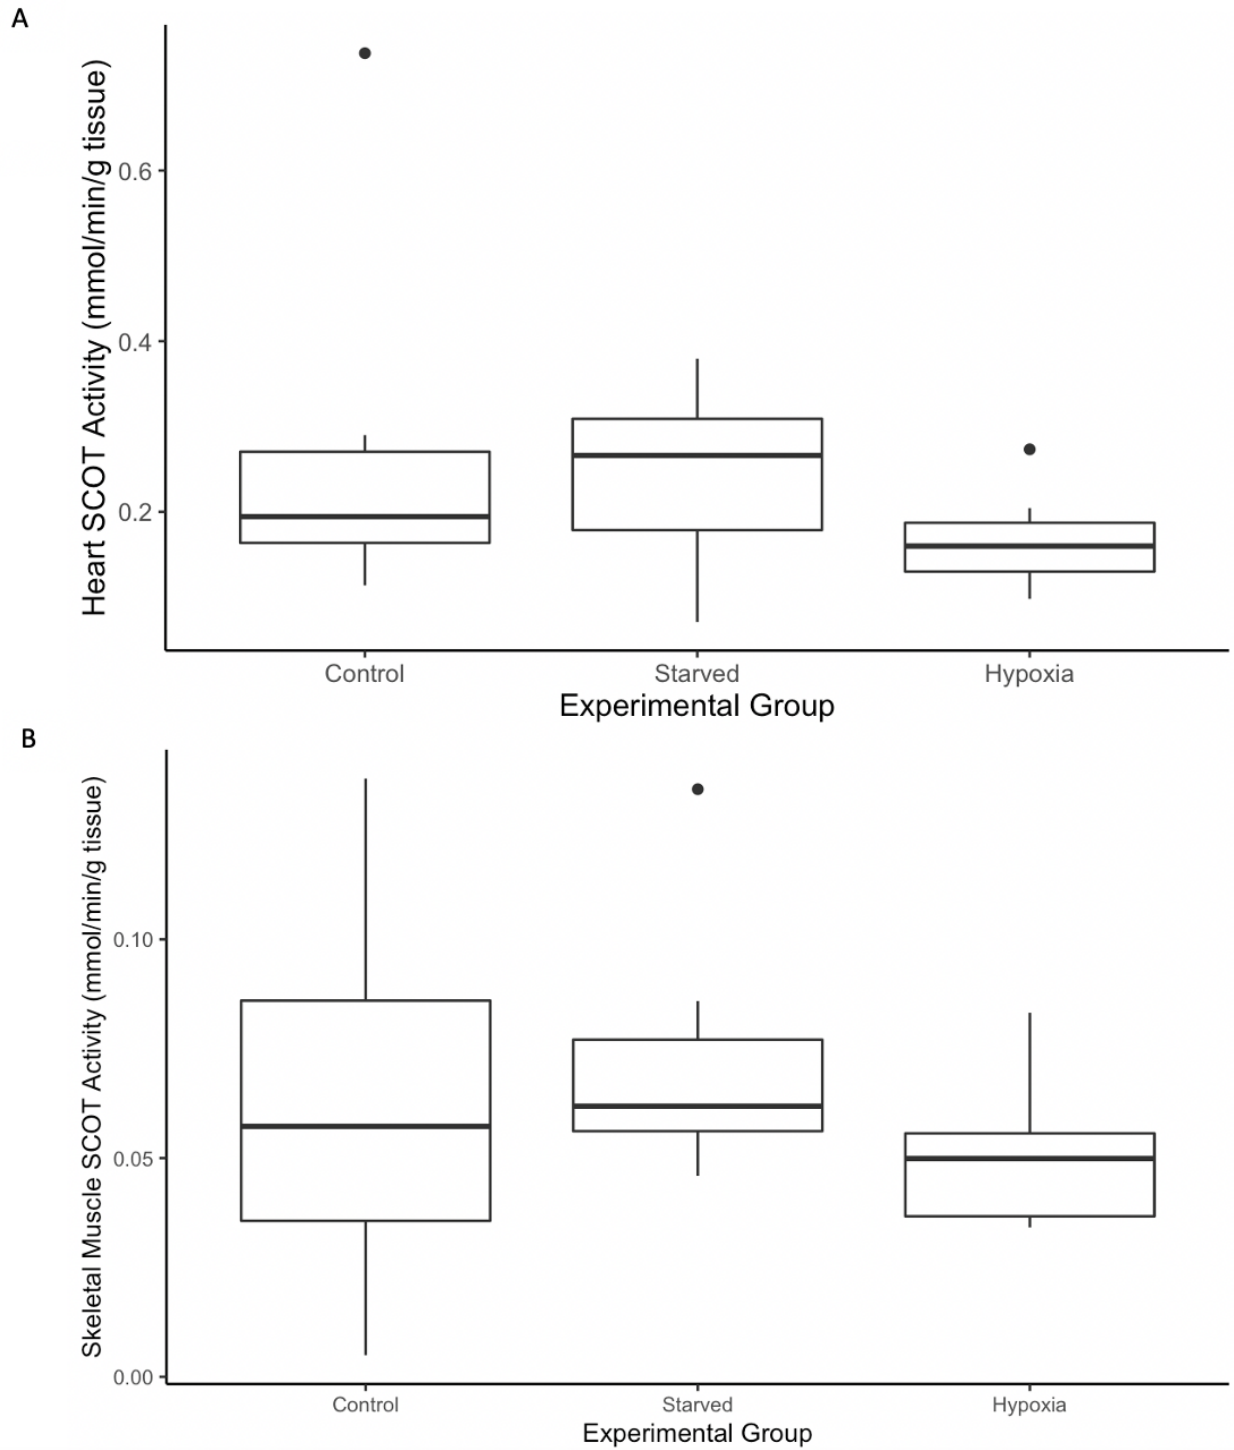 A
Heart SCOT Activity (mmol/min/g tissue)
0.6
0.4
0.2
Control Starved Hypoxia
Experimental Group
B
Skeletal Muscle SCOT Activity (mmol/min/g tissue)
0.10
0.05
0.00
Control Starved Hypoxia
Experimental Group